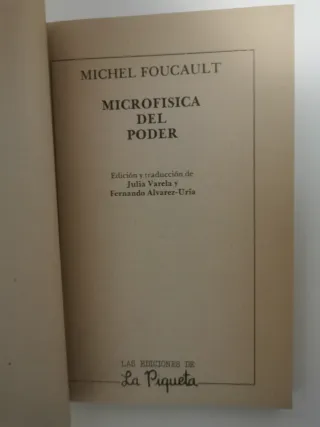 MICHEL FOUCAULT
MICROFISICA
DEL
PODER
Edición y traducción de
Julia Varela y
Fernando Alvarez-Uría
LAS EDICIONES DE
La Piqueta